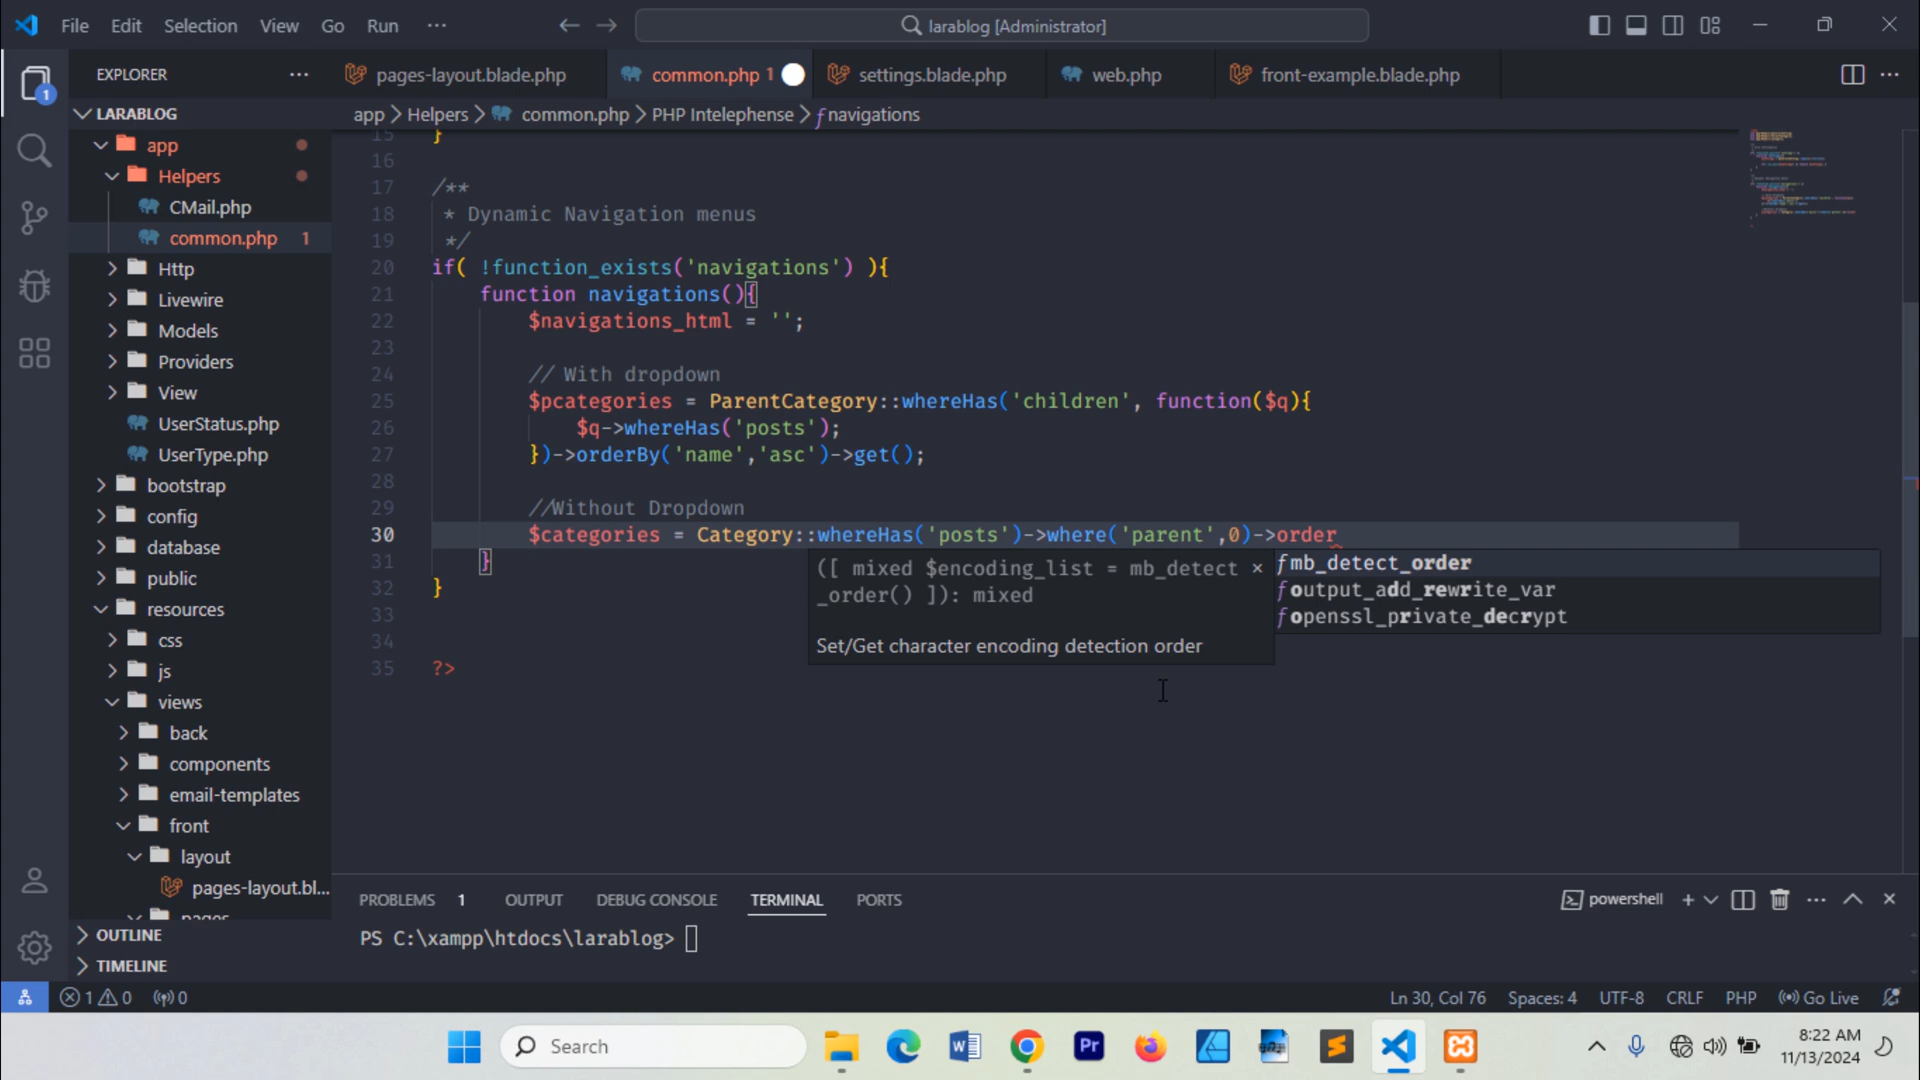 File Edit Selection View Go Run ··· larablog [Administrator]
EXPLORER ···
pages-layout.blade.php common.php 1 settings.blade.php web.php front-example.blade.php
app > Helpers > common.php > PHP Intelephense > navigations
LARABLOG
app
Helpers
CMail.php
common.php 1
Http
Livewire
Models
Providers
View
UserStatus.php
UserType.php
bootstrap
config
database
public
resources
css
js
views
back
components
email-templates
front
layout
pages-layout.bl...
pages
OUTLINE
TIMELINE
15 }
16
17 /**
18 * Dynamic Navigation menus
19 */
20 if( !function_exists('navigations') ){
21 function navigations(){
22 $navigations_html = '';
23
24 // With dropdown
25 $pcategories = ParentCategory::whereHas('children', function($q){
26 $q->whereHas('posts');
27 })->orderBy('name','asc')->get();
28
29 //Without Dropdown
30 $categories = Category::whereHas('posts')->where('parent',0)->order
31 }
32 }
33
34
35 ?>
([ mixed $encoding_list = mb_detect
_order() ]): mixed
Set/Get character encoding detection order
mb_detect_order
output_add_rewrite_var
openssl_private_decrypt
PROBLEMS 1 OUTPUT DEBUG CONSOLE TERMINAL PORTS powershell
PS C:\xampp\htdocs\larablog>
1 0 0 Ln 30, Col 76 Spaces: 4 UTF-8 CRLF PHP Go Live
Search
8:22 AM
11/13/2024